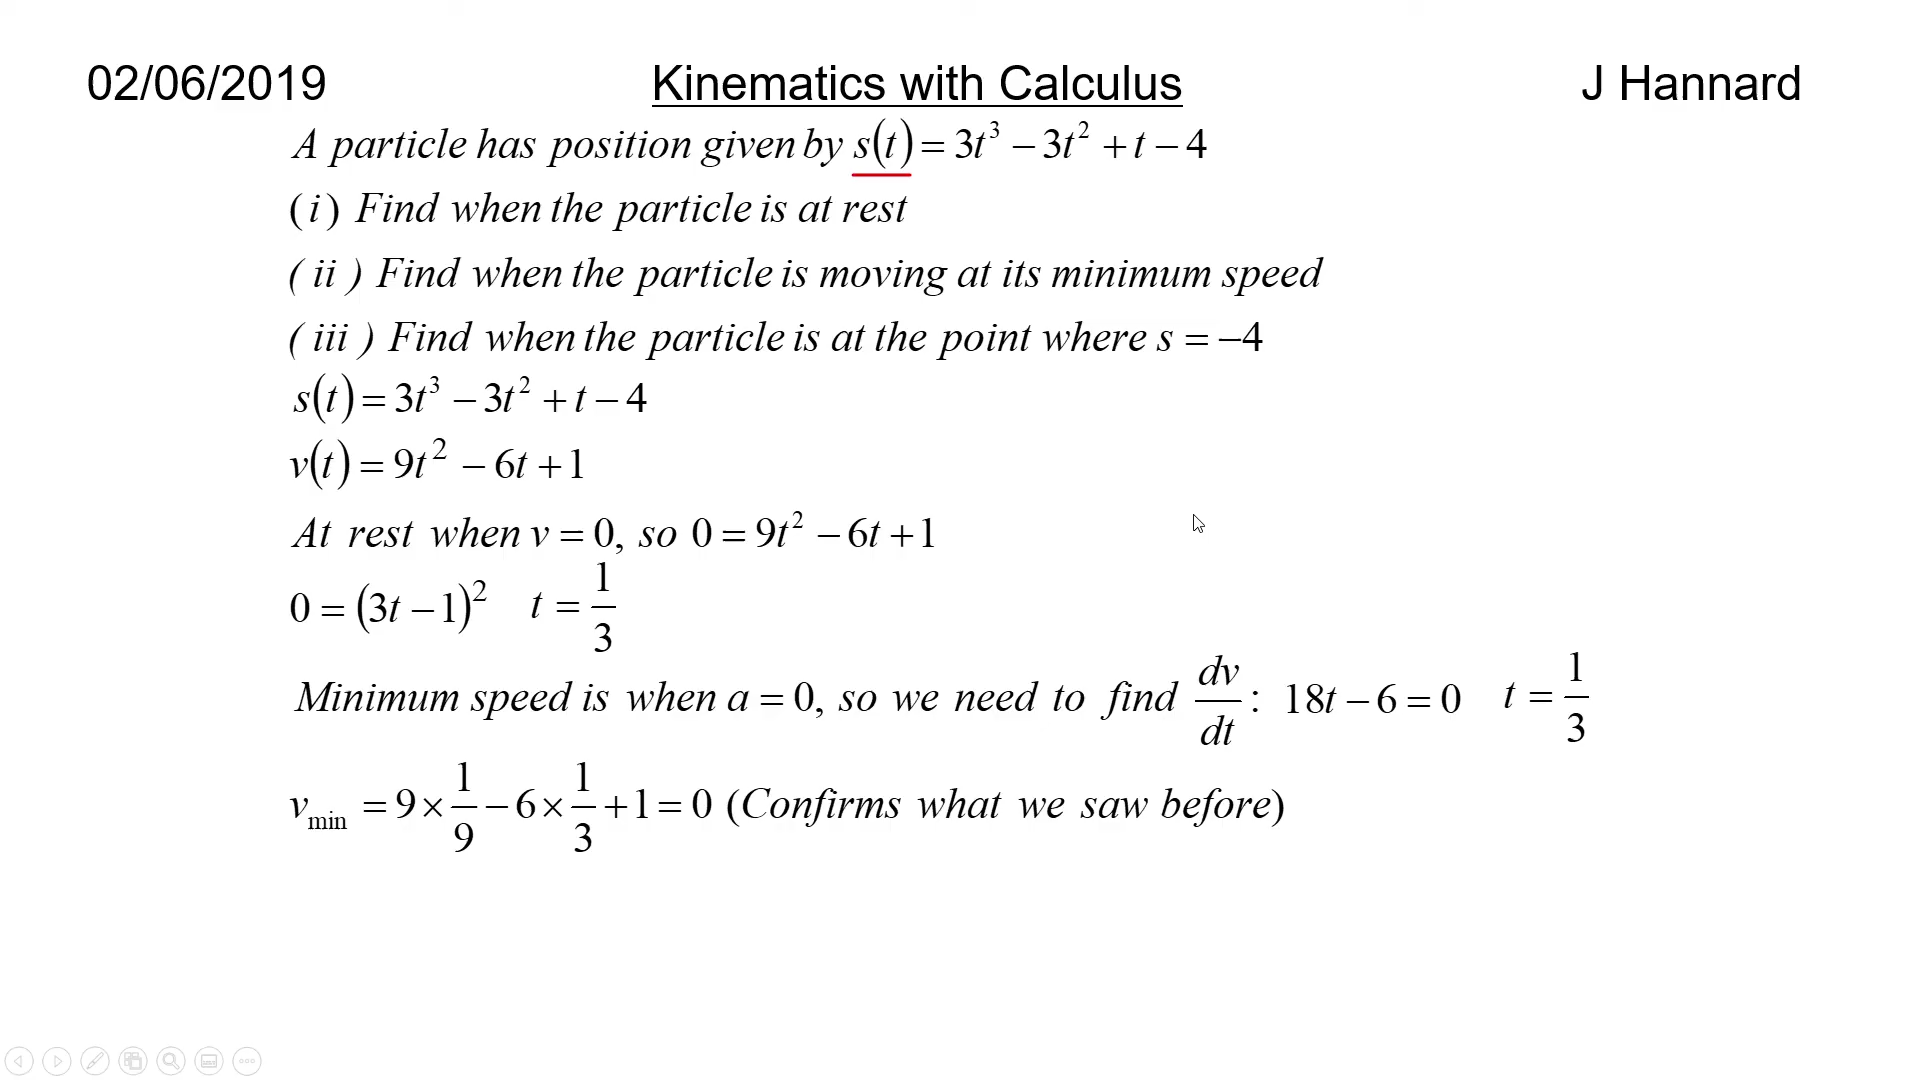 02/06/2019 Kinematics with Calculus J Hannard
A particle has position given by s(t) = 3t³ − 3t² + t − 4
(i) Find when the particle is at rest
( ii ) Find when the particle is moving at its minimum speed
( iii ) Find when the particle is at the point where s = −4
s(t) = 3t³ − 3t² + t − 4
v(t) = 9t² − 6t + 1
At rest when v = 0, so 0 = 9t² − 6t + 1
0 = (3t − 1)² t = 1/3
Minimum speed is when a = 0, so we need to find dv/dt : 18t − 6 = 0 t = 1/3
vmin = 9 × 1/9 − 6 × 1/3 + 1 = 0 (Confirms what we saw before)